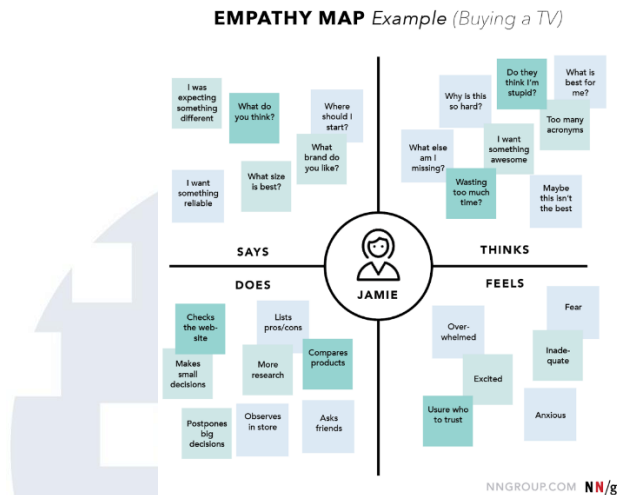 EMPATHY MAP Example (Buying a TV)
I was
expecting
something
different
What do
you think?
Where
should I
start?
What
brand do
you like?
I want
something
reliable
What size
is best?
SAYS
Why is this
so hard?
Do they
think I'm
stupid?
What is
best for
me?
Too many
acronyms
What else
am I
missing?
I want
something
awesome
Wasting
too much
time?
Maybe
this isn't
the best
THINKS
JAMIE
DOES
Checks
the web-
site
Lists
pros/cons
Makes
small
decisions
More
research
Compares
products
Postpones
big
decisions
Observes
in store
Asks
friends
FEELS
Over-
whelmed
Fear
Inade-
quate
Excited
Usure who
to trust
Anxious
NNGROUP.COM NN/g